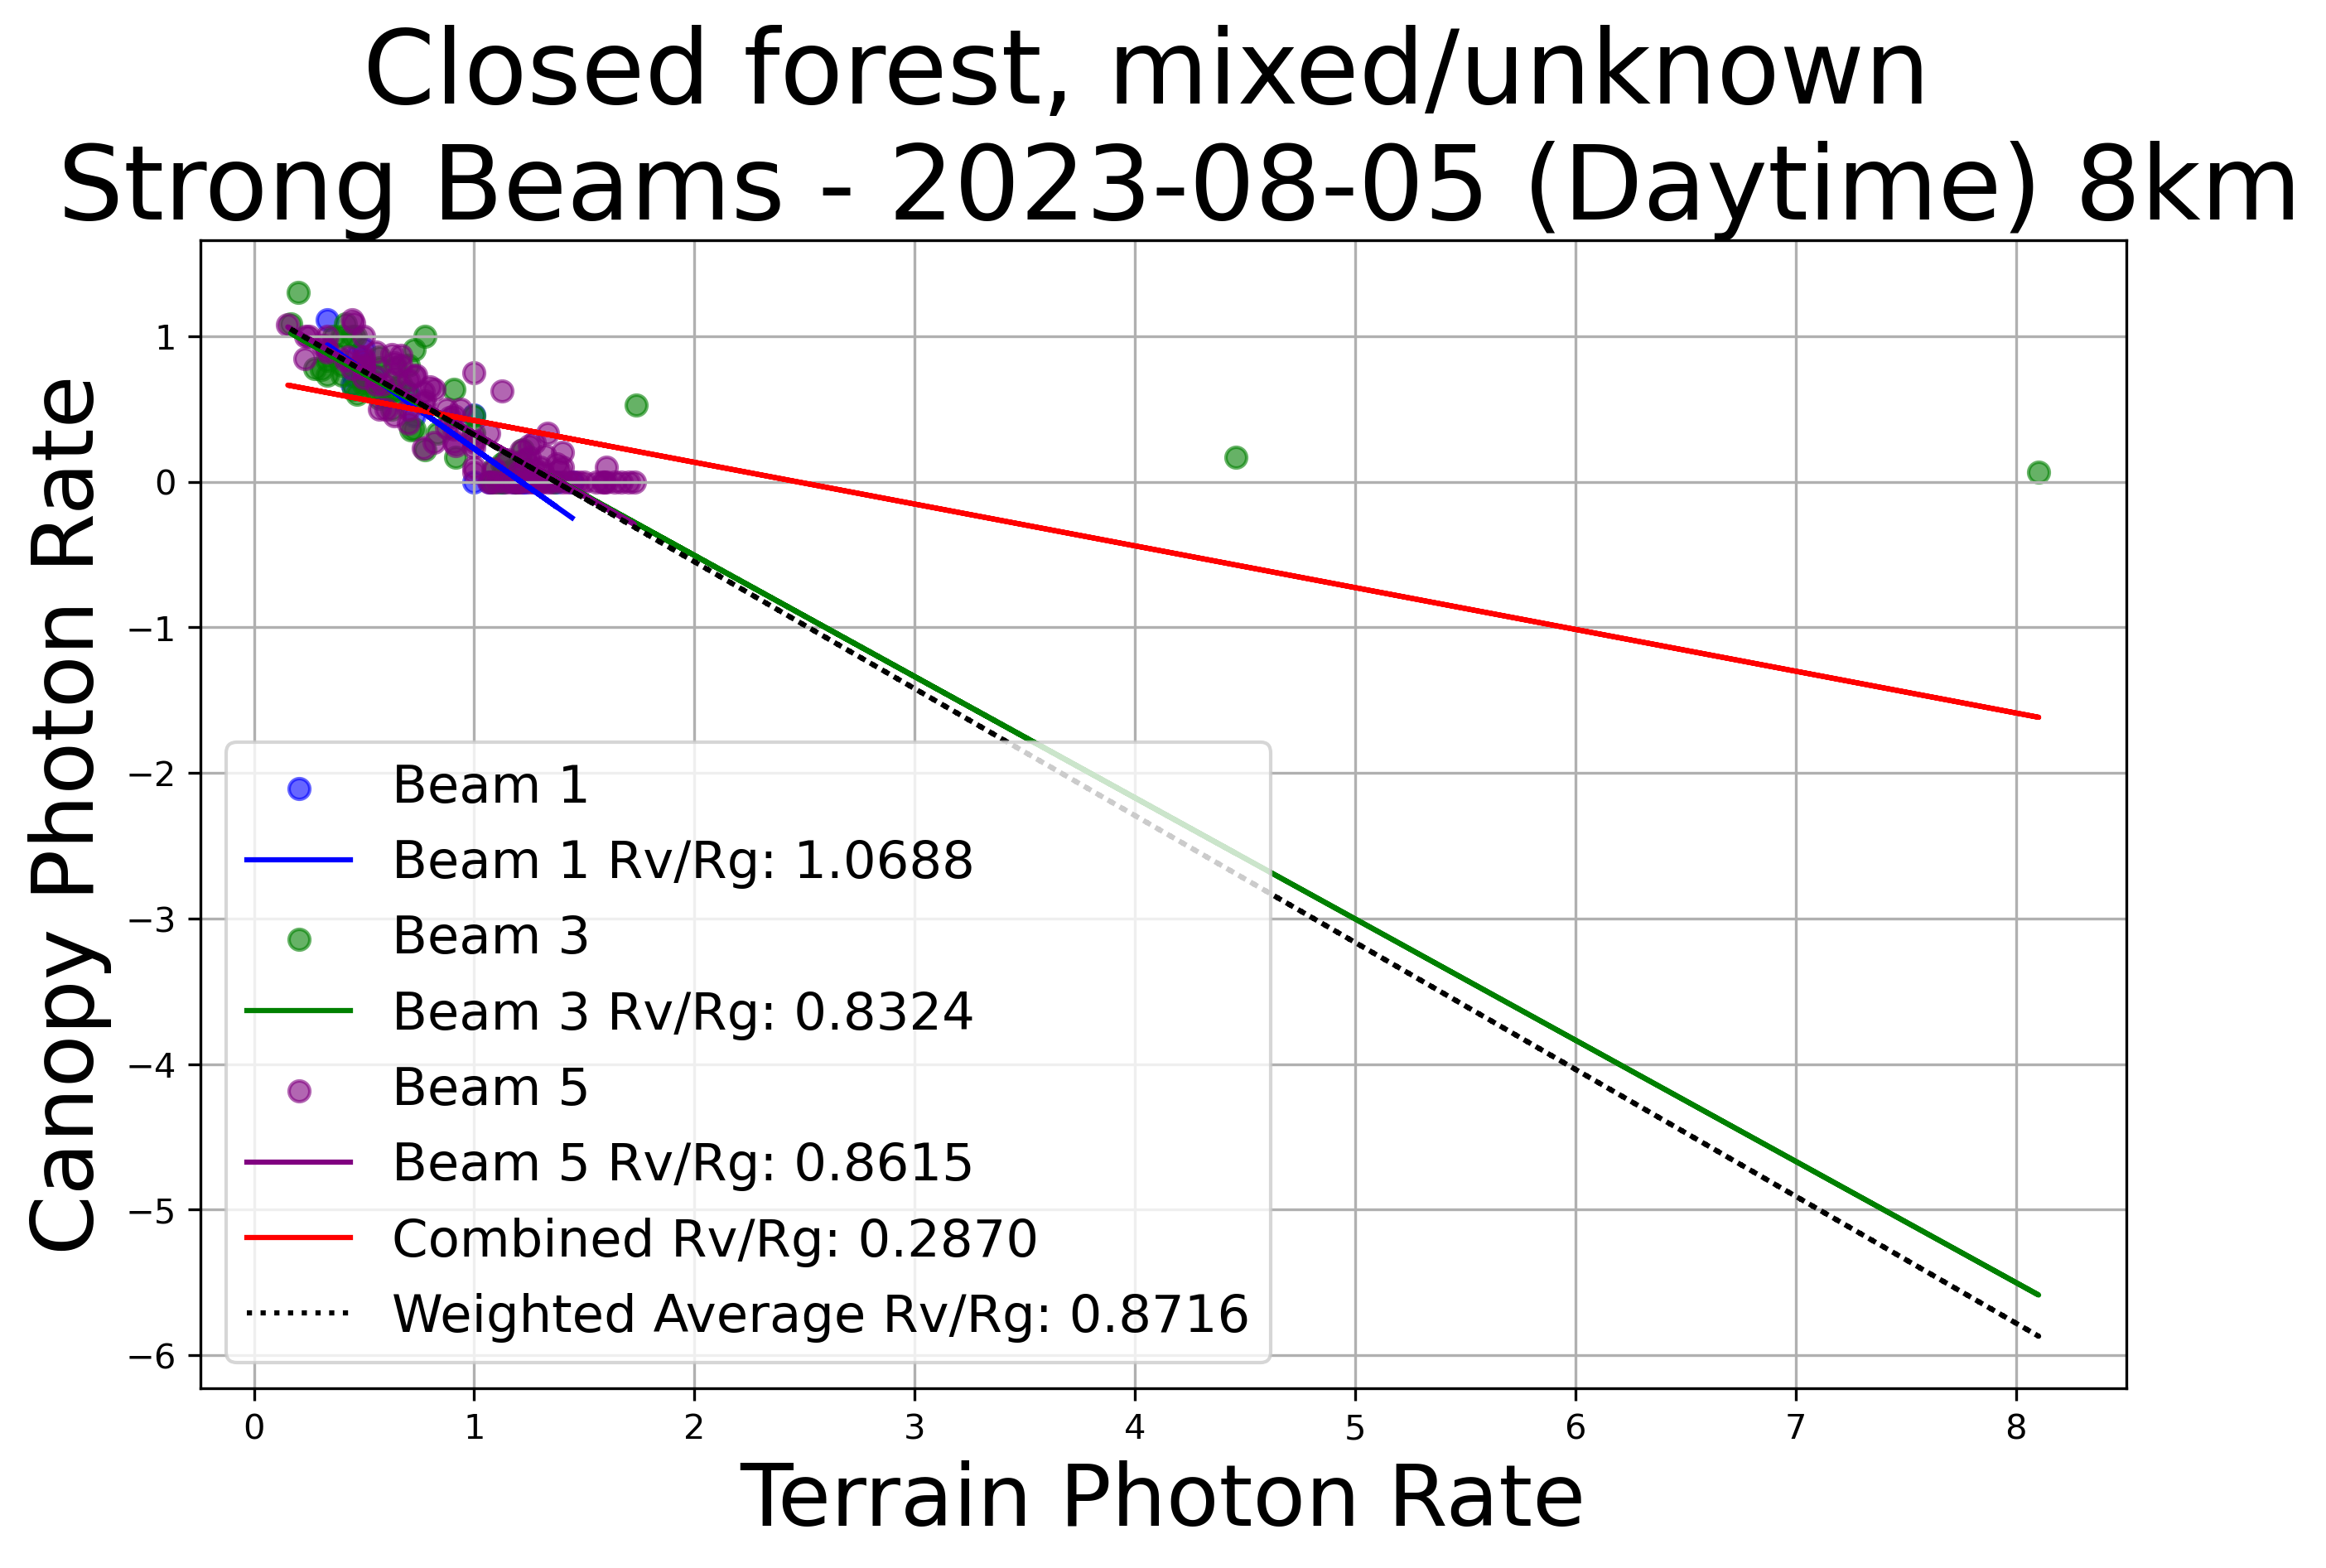 Closed forest, mixed/unknown
Strong Beams - 2023-08-05 (Daytime) 8km
Canopy Photon Rate
1
0
−1
−2
−3
−4
−5
−6
Beam 1
Beam 1 Rv/Rg: 1.0688
Beam 3
Beam 3 Rv/Rg: 0.8324
Beam 5
Beam 5 Rv/Rg: 0.8615
Combined Rv/Rg: 0.2870
Weighted Average Rv/Rg: 0.8716
0 1 2 3 4 5 6 7 8
Terrain Photon Rate